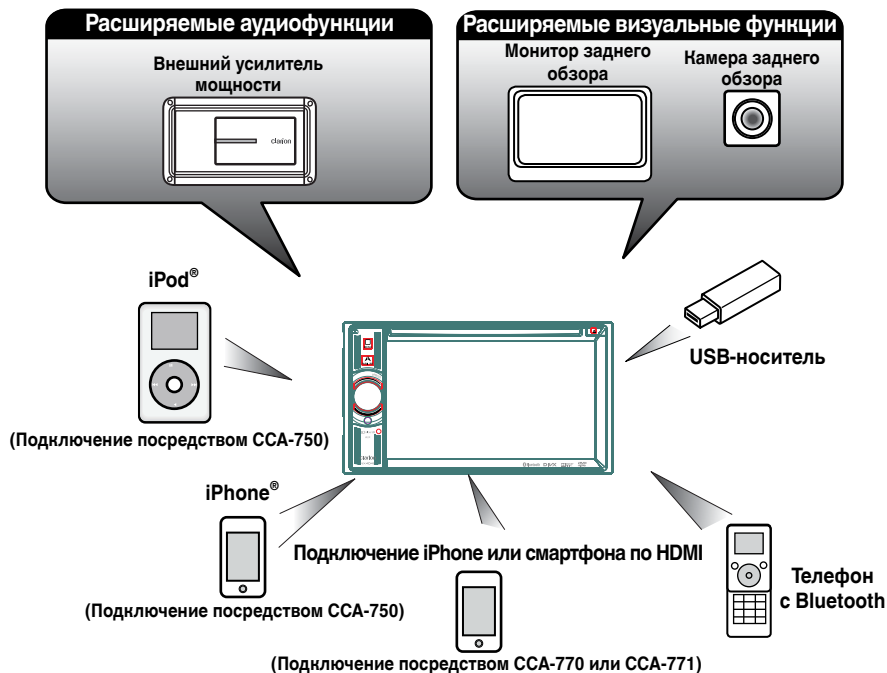 Расширяемые аудиофункции
Внешний усилитель
мощности
clarion
Расширяемые визуальные функции
Монитор заднего
обзора
Камера заднего
обзора
iPod®
(Подключение посредством CCA-750)
USB-носитель
iPhone®
(Подключение посредством CCA-750)
Подключение iPhone или смартфона по HDMI
(Подключение посредством CCA-770 или CCA-771)
Телефон
с Bluetooth